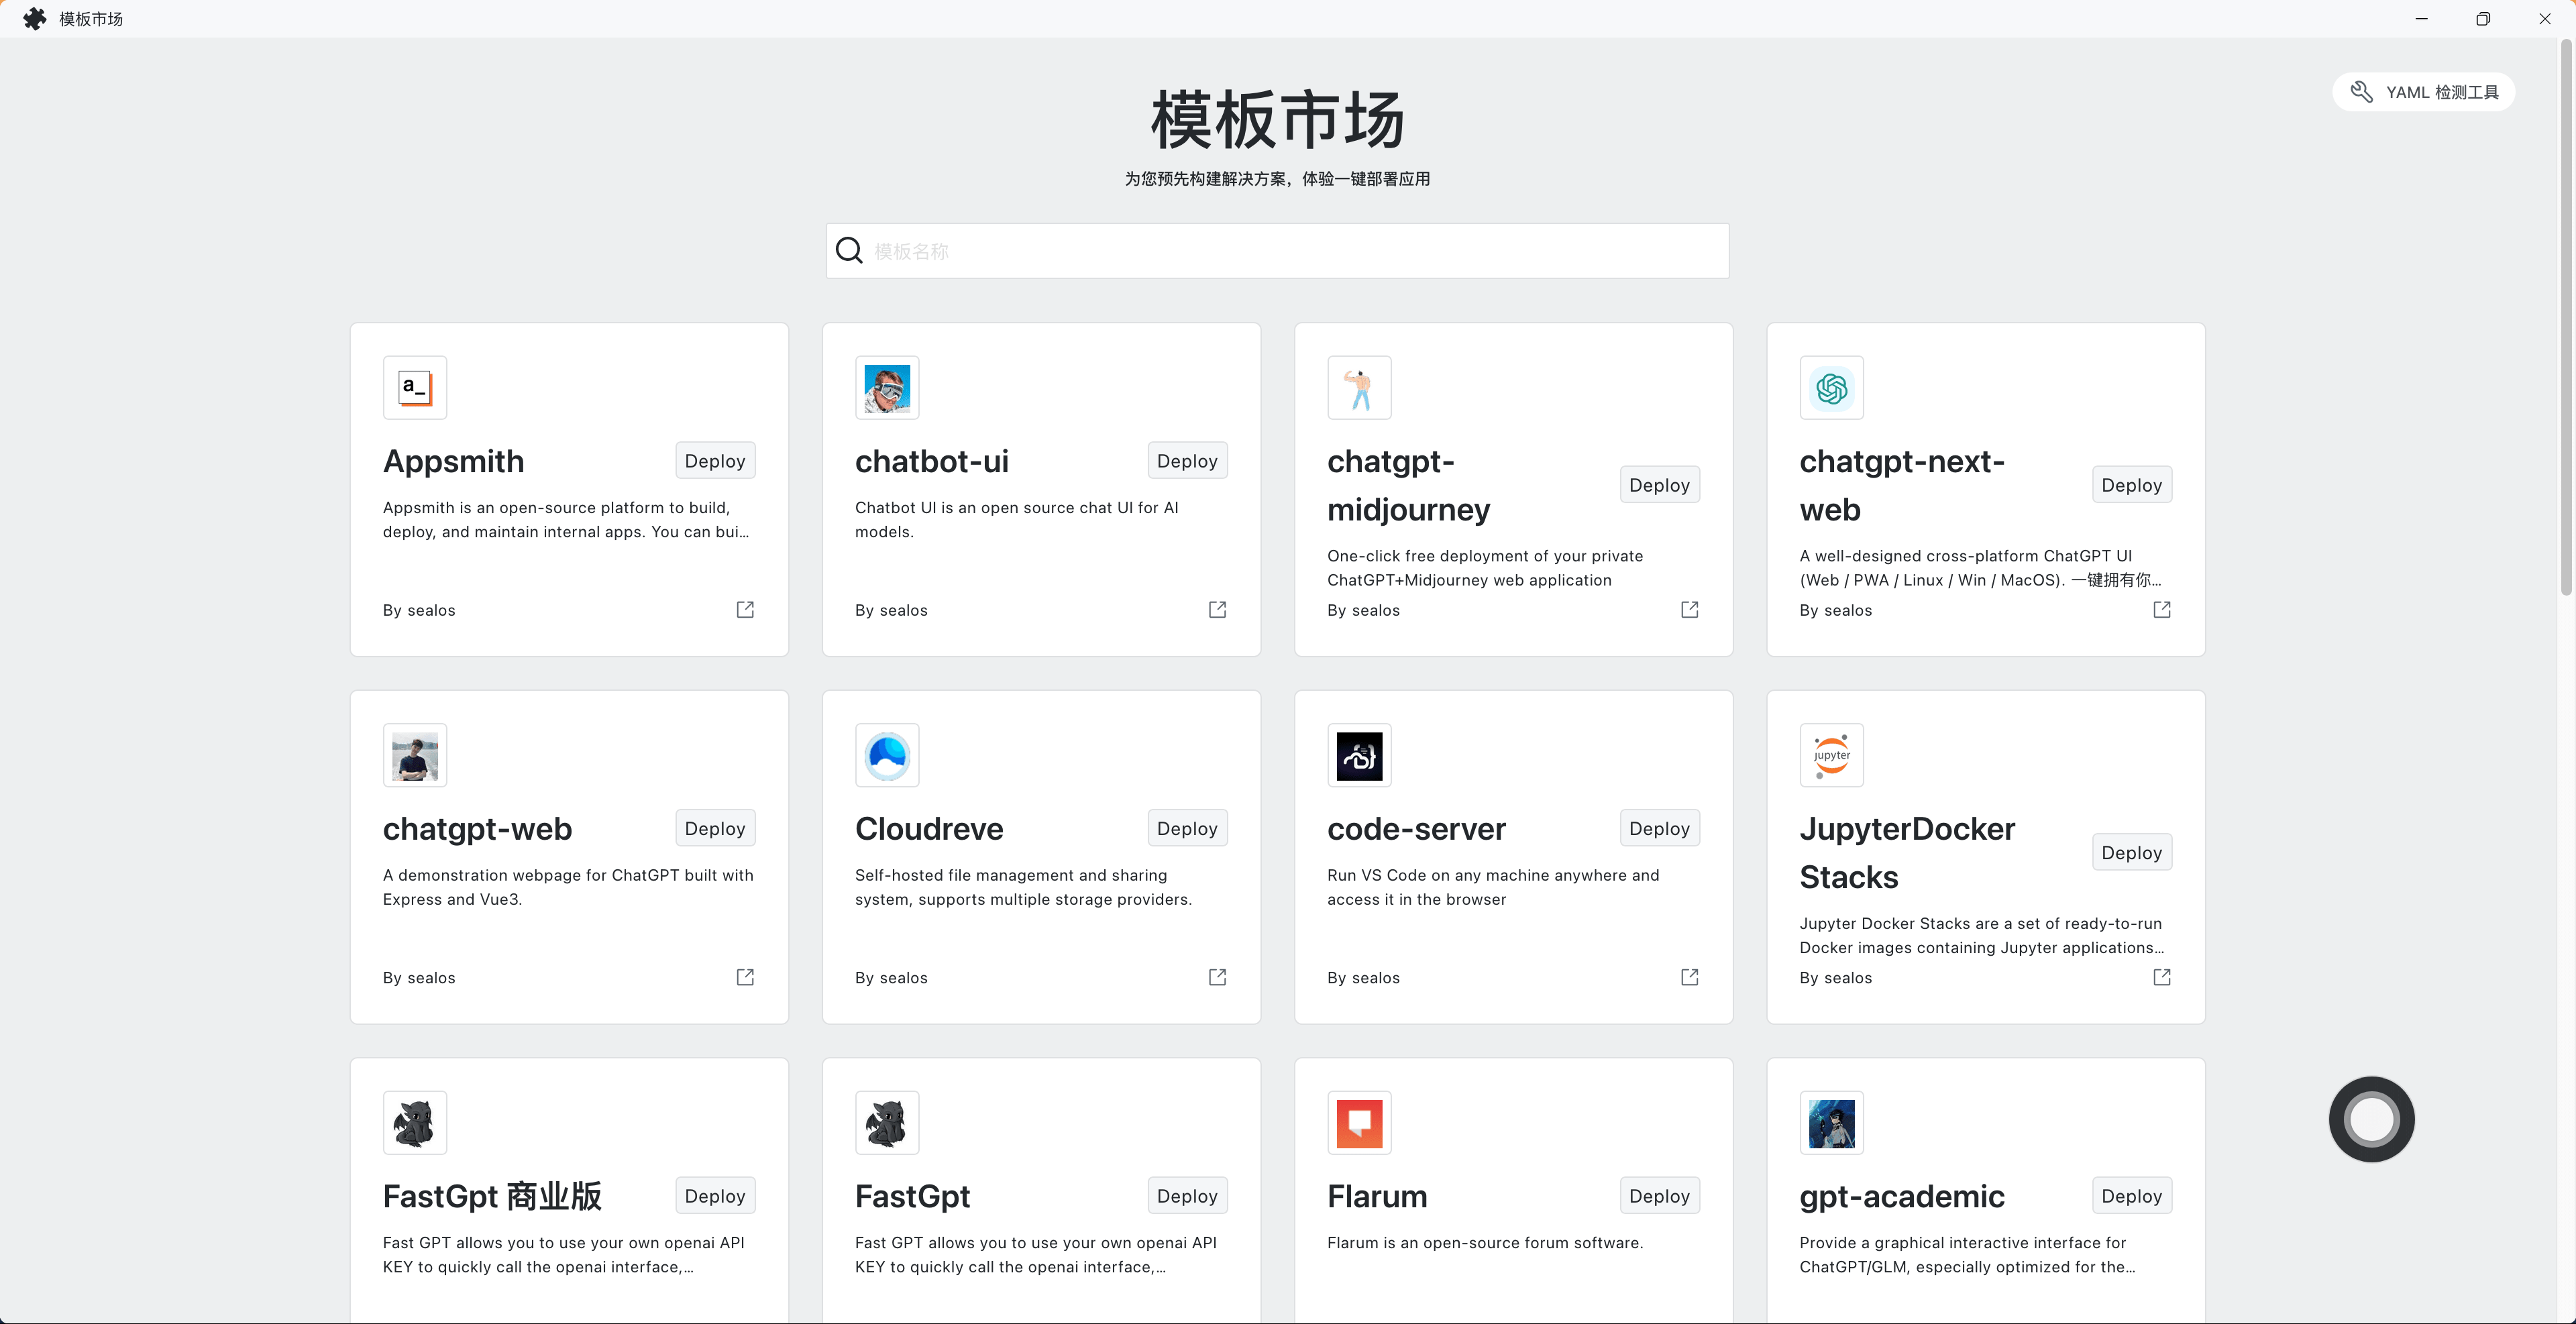 模板市场
YAML 检测工具
模板市场
为您预先构建解决方案，体验一键部署应用
模板名称
a_
Appsmith
Deploy
Appsmith is an open-source platform to build,
deploy, and maintain internal apps. You can bui...
By sealos
chatbot-ui
Deploy
Chatbot UI is an open source chat UI for AI
models.
By sealos
chatgpt-
midjourney
Deploy
One-click free deployment of your private
ChatGPT+Midjourney web application
By sealos
chatgpt-next-
web
Deploy
A well-designed cross-platform ChatGPT UI
(Web / PWA / Linux / Win / MacOS). 一键拥有你...
By sealos
chatgpt-web
Deploy
A demonstration webpage for ChatGPT built with
Express and Vue3.
By sealos
Cloudreve
Deploy
Self-hosted file management and sharing
system, supports multiple storage providers.
By sealos
code-server
Deploy
Run VS Code on any machine anywhere and
access it in the browser
By sealos
jupyter
JupyterDocker
Stacks
Deploy
Jupyter Docker Stacks are a set of ready-to-run
Docker images containing Jupyter applications...
By sealos
FastGpt 商业版
Deploy
Fast GPT allows you to use your own openai API
KEY to quickly call the openai interface,...
FastGpt
Deploy
Fast GPT allows you to use your own openai API
KEY to quickly call the openai interface,...
Flarum
Deploy
Flarum is an open-source forum software.
gpt-academic
Deploy
Provide a graphical interactive interface for
ChatGPT/GLM, especially optimized for the...